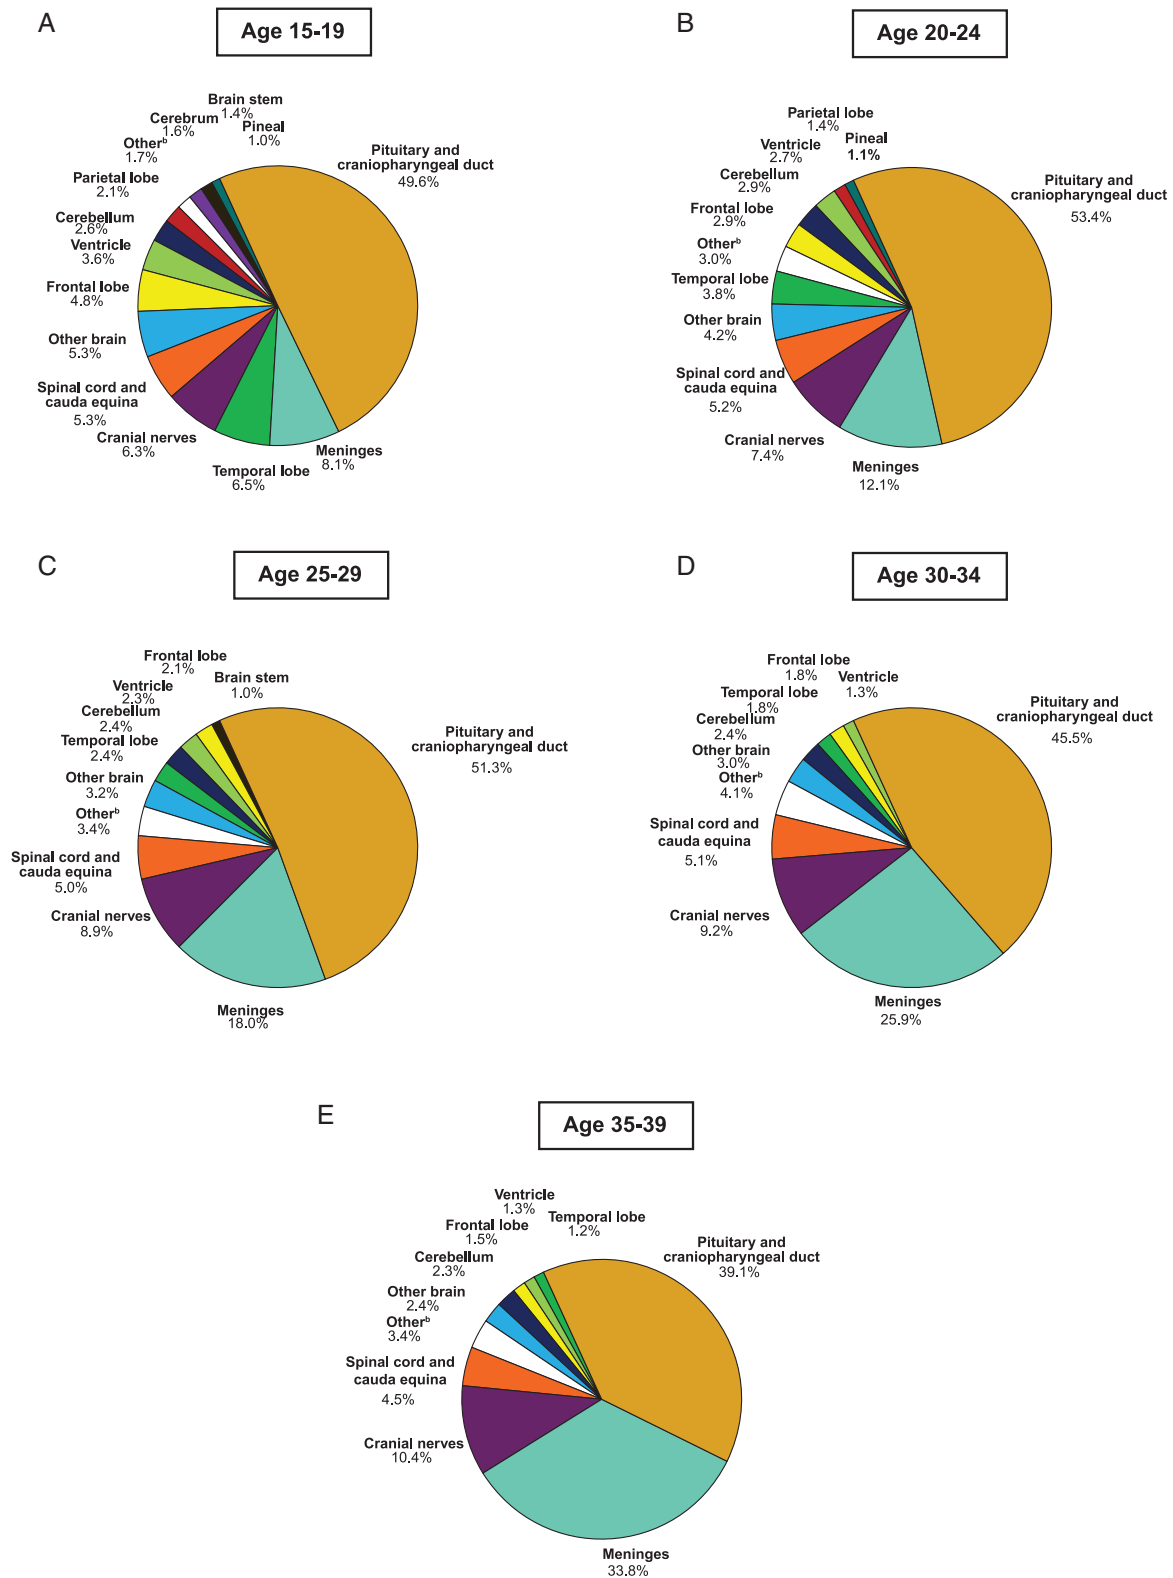 A
Age 15-19
Brain stem
1.4%
Cerebrum
1.6%
Pineal
1.0%
Otherᵇ
1.7%
Pituitary and
craniopharyngeal duct
49.6%
Parietal lobe
2.1%
Cerebellum
2.6%
Ventricle
3.6%
Frontal lobe
4.8%
Other brain
5.3%
Spinal cord and
cauda equina
5.3%
Cranial nerves
6.3%
Temporal lobe
6.5%
Meninges
8.1%
B
Age 20-24
Parietal lobe
1.4%
Pineal
1.1%
Ventricle
2.7%
Cerebellum
2.9%
Pituitary and
craniopharyngeal duct
53.4%
Frontal lobe
2.9%
Otherᵇ
3.0%
Temporal lobe
3.8%
Other brain
4.2%
Spinal cord and
cauda equina
5.2%
Cranial nerves
7.4%
Meninges
12.1%
C
Age 25-29
Frontal lobe
2.1%
Brain stem
1.0%
Ventricle
2.3%
Cerebellum
2.4%
Temporal lobe
2.4%
Pituitary and
craniopharyngeal duct
51.3%
Other brain
3.2%
Otherᵇ
3.4%
Spinal cord and
cauda equina
5.0%
Cranial nerves
8.9%
Meninges
18.0%
D
Age 30-34
Frontal lobe
1.8%
Ventricle
1.3%
Temporal lobe
1.8%
Pituitary and
craniopharyngeal duct
45.5%
Cerebellum
2.4%
Other brain
3.0%
Otherᵇ
4.1%
Spinal cord and
cauda equina
5.1%
Cranial nerves
9.2%
Meninges
25.9%
E
Age 35-39
Ventricle
1.3%
Temporal lobe
1.2%
Frontal lobe
1.5%
Pituitary and
craniopharyngeal duct
39.1%
Cerebellum
2.3%
Other brain
2.4%
Otherᵇ
3.4%
Spinal cord and
cauda equina
4.5%
Cranial nerves
10.4%
Meninges
33.8%